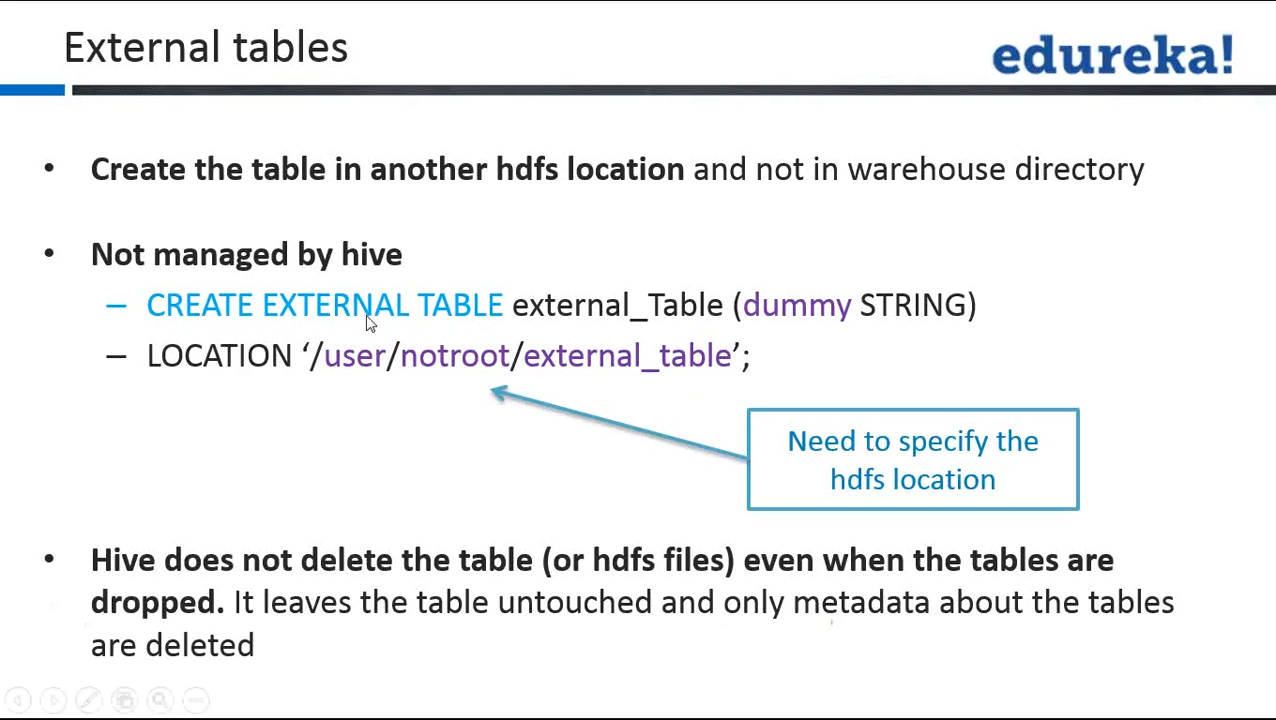 External tables
edureka!
• Create the table in another hdfs location and not in warehouse directory
• Not managed by hive
– CREATE EXTERNAL TABLE external_Table (dummy STRING)
– LOCATION ‘/user/notroot/external_table’;
Need to specify the
hdfs location
• Hive does not delete the table (or hdfs files) even when the tables are
dropped. It leaves the table untouched and only metadata about the tables
are deleted